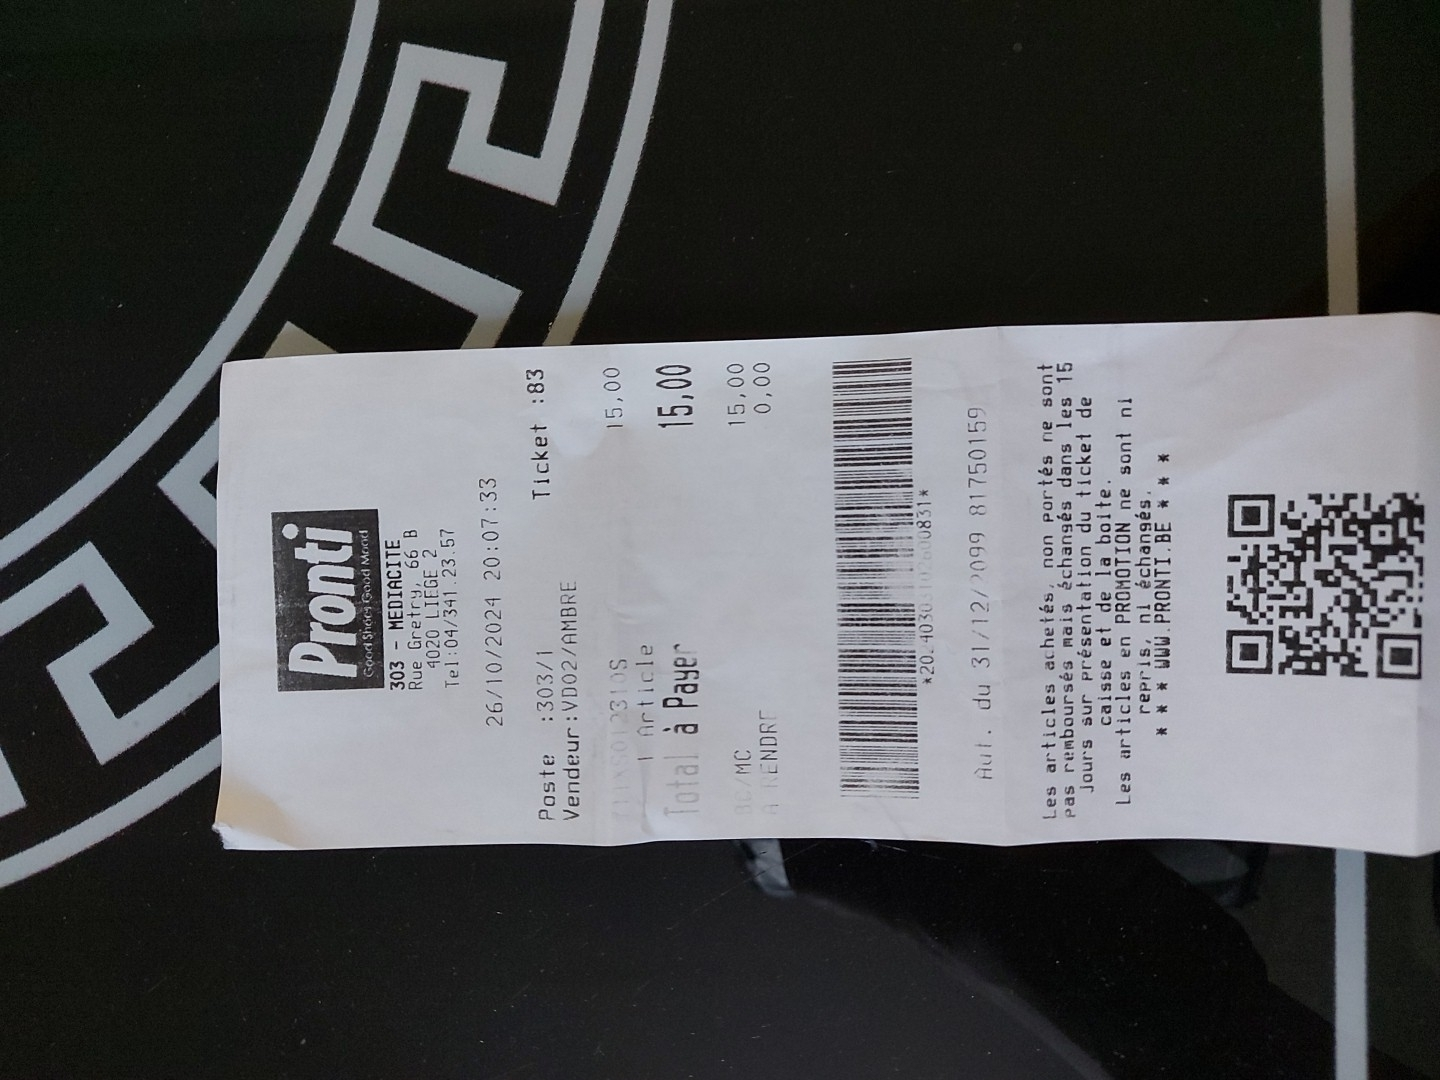 Pronti
Good Shoes Good Mood
303 - MEDIACITE
Rue Gretry, 66 B
4020 LIEGE 2
Tel:04/341.23.57
26/10/2024 20:07:33
Poste :303/1 Ticket :83
Vendeur:VD02/AMBRE
15,00
1 Article
Total à Payer 15,00
BC/MC 15,00
A RENDRE 0,00
Aut. du 31/12/2099 81750159
Les articles achetés, non portés ne sont
pas remboursés mais échangés dans les 15
jours sur présentation du ticket de
caisse et de la boite.
Les articles en PROMOTION ne sont ni
repris, ni échangés.
* * * WWW.PRONTI.BE * * *